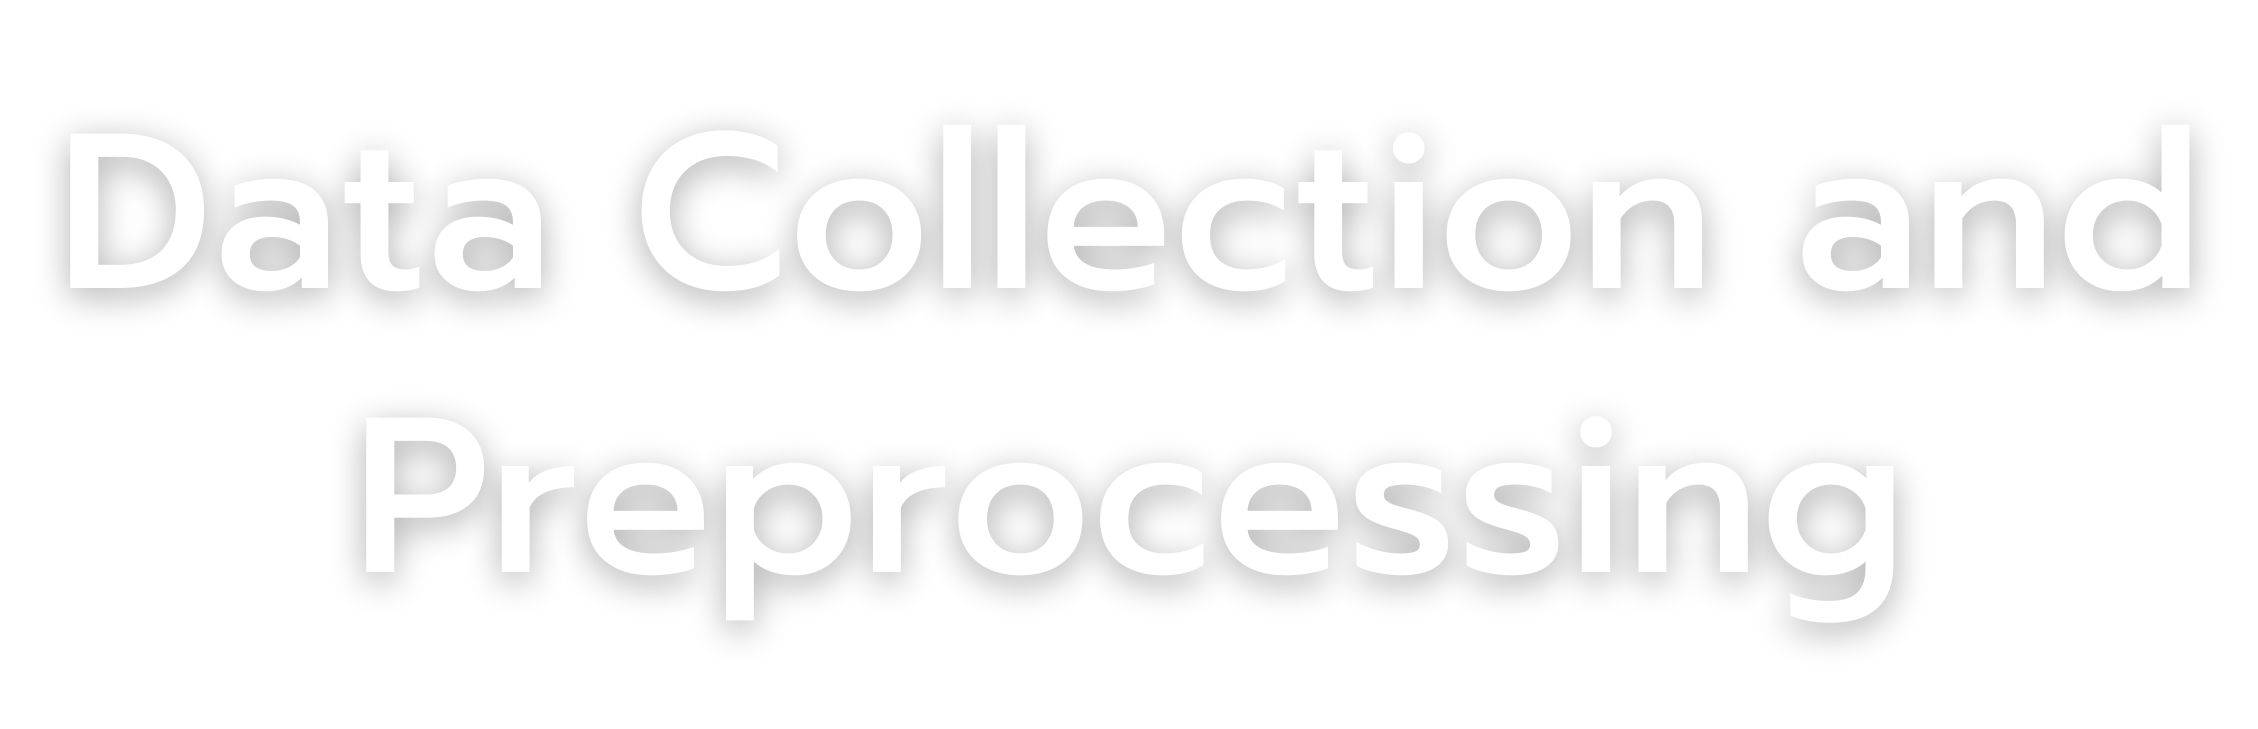 Data Collection and
Preprocessing